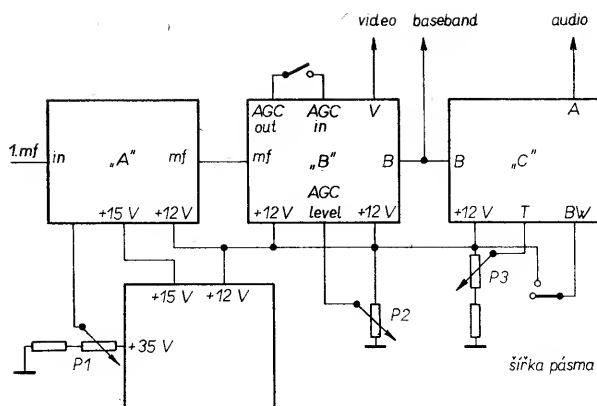 video baseband audio
AGC out AGC in V A
1.mf in „A" mf mf „B" B B „C"
AGC level
+15 V +12 V +12 V +12 V +12 V T BW
+15 V +12 V P3
P2
+35 V
P1
šířka pásma